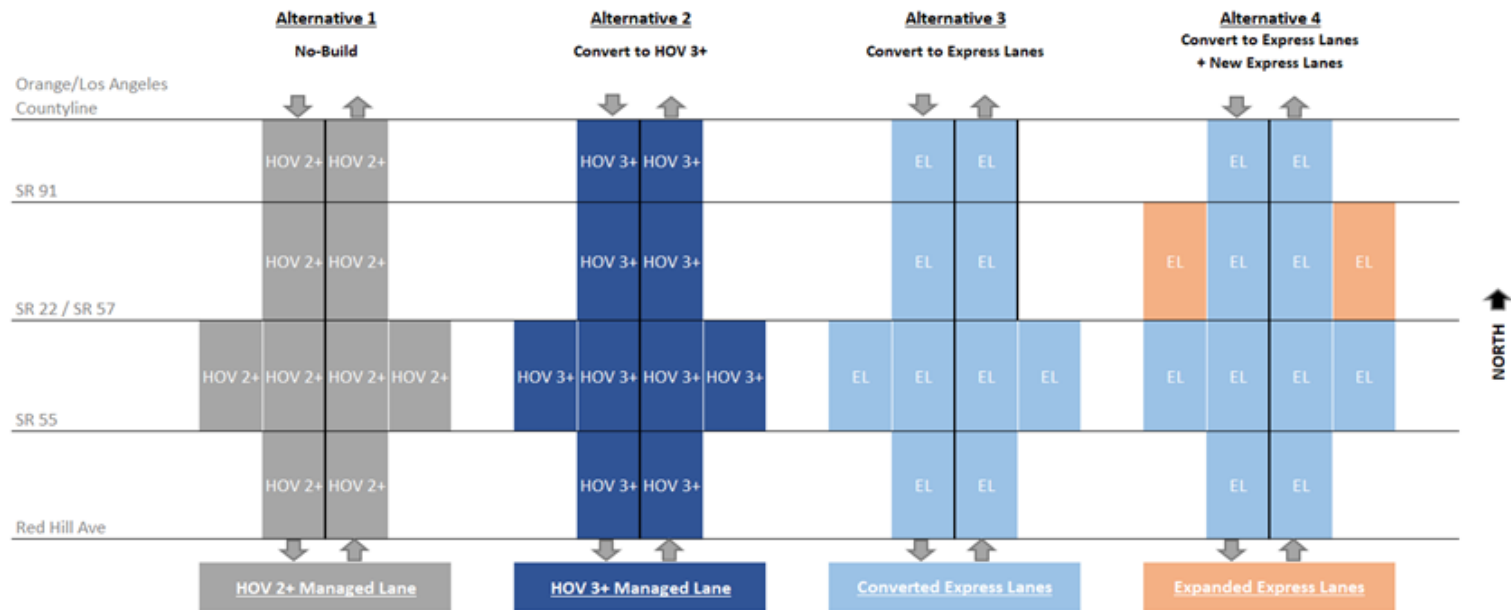 Alternative 1
No-Build
Alternative 2
Convert to HOV 3+
Alternative 3
Convert to Express Lanes
Alternative 4
Convert to Express Lanes
+ New Express Lanes
Orange/Los Angeles
Countyline
HOV 2+ HOV 2+
HOV 3+ HOV 3+
EL EL
EL EL
SR 91
HOV 2+ HOV 2+
HOV 3+ HOV 3+
EL EL
EL EL EL EL
SR 22 / SR 57
HOV 2+ HOV 2+ HOV 2+ HOV 2+
HOV 3+ HOV 3+ HOV 3+ HOV 3+
EL EL EL EL
EL EL EL EL
SR 55
HOV 2+ HOV 2+
HOV 3+ HOV 3+
EL EL
EL EL
Red Hill Ave
HOV 2+ Managed Lane
HOV 3+ Managed Lane
Converted Express Lanes
Expanded Express Lanes
NORTH